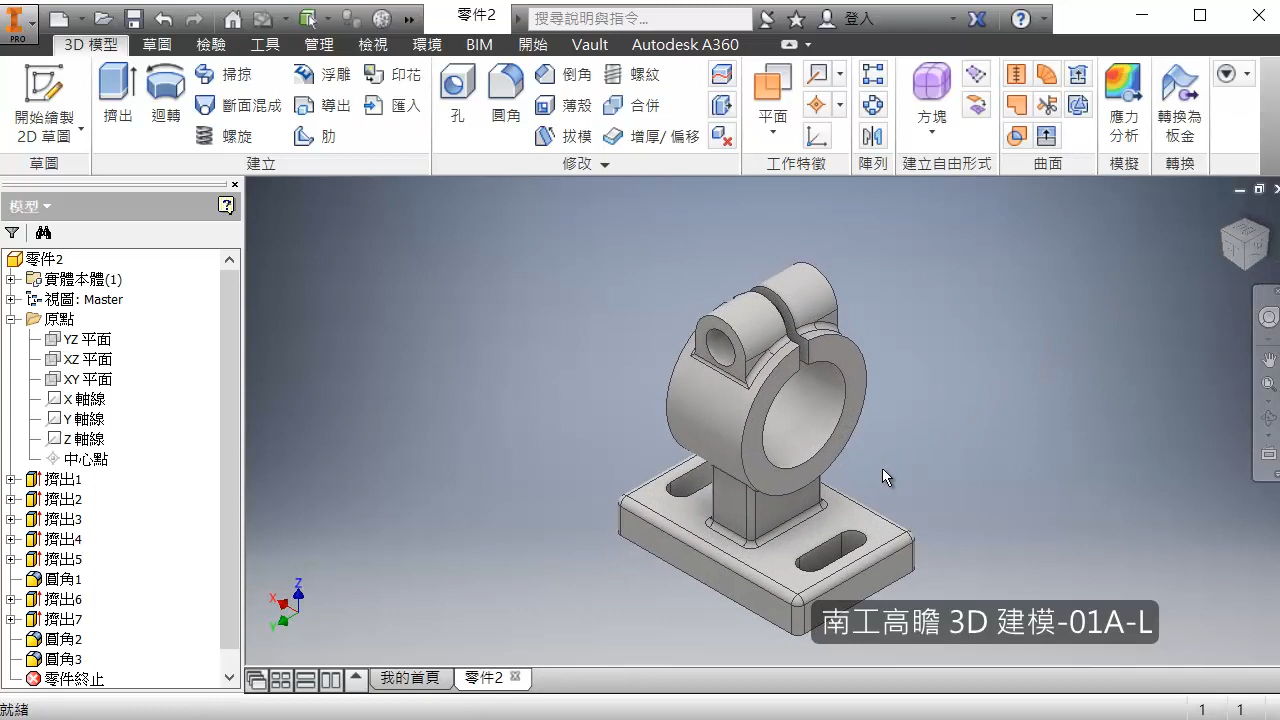 PRO
零件2
搜尋說明與指令...
登入
3D 模型 草圖 檢驗 工具 管理 檢視 環境 BIM 開始 Vault Autodesk A360
開始繪製 2D 草圖
擠出
迴轉
掃掠
斷面混成
螺旋
浮雕
導出
肋
印花
匯入
孔
圓角
倒角
薄殼
拔模
螺紋
合併
增厚/ 偏移
平面
方塊
應力 分析
轉換為 板金
草圖 建立 修改 工作特徵 陣列 建立自由形式 曲面 模擬 轉換
模型
零件2
實體本體(1)
視圖: Master
原點
YZ 平面
XZ 平面
XY 平面
X 軸線
Y 軸線
Z 軸線
中心點
擠出1
擠出2
擠出3
擠出4
擠出5
圓角1
擠出6
擠出7
圓角2
圓角3
零件終止
Z
X
Y
南工高瞻 3D 建模-01A-L
我的首頁 零件2
就緒
1 1